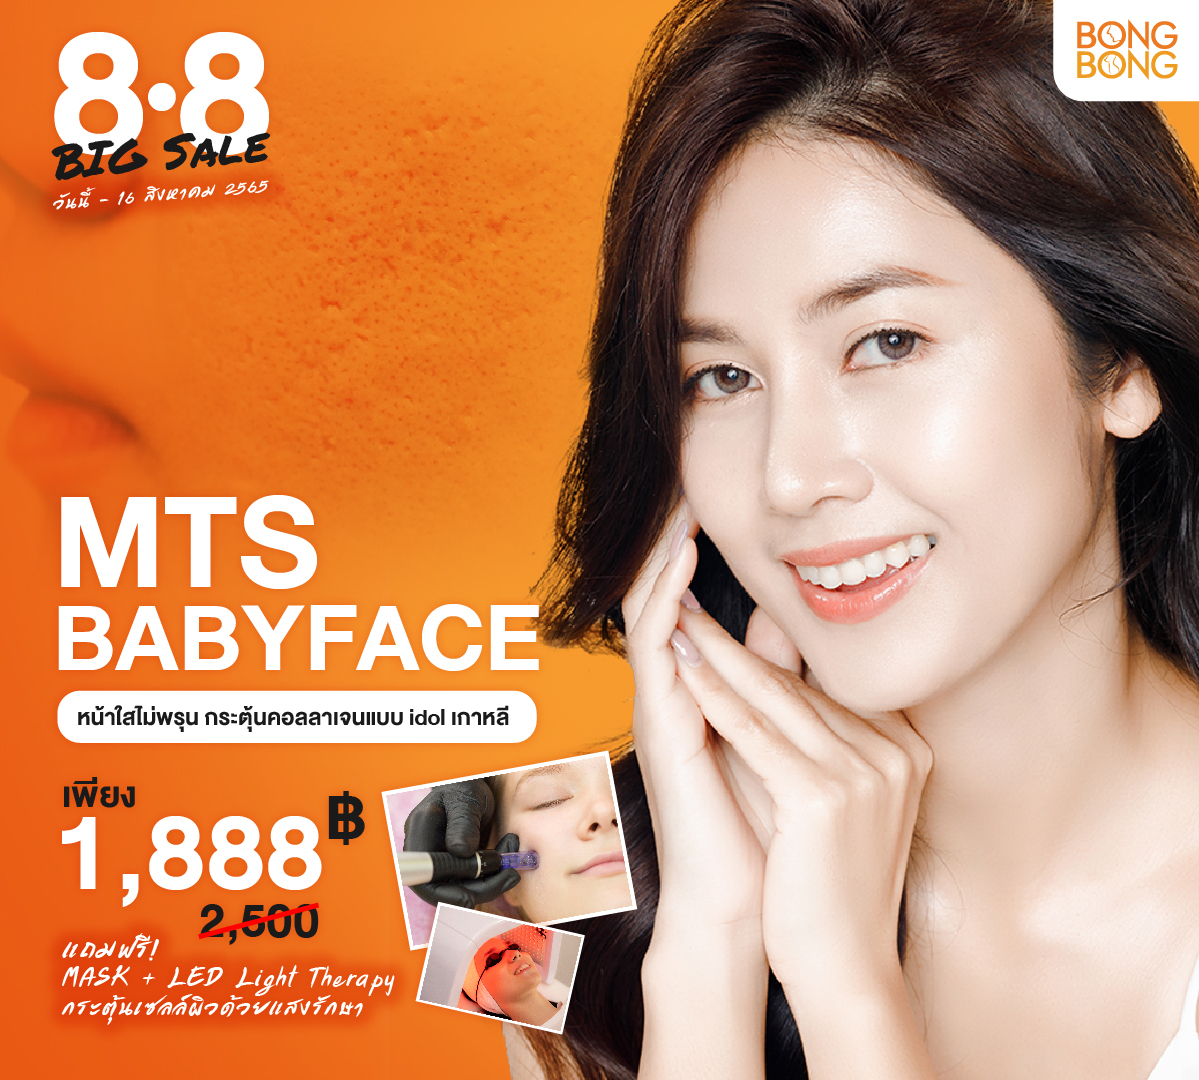 8.8
BIG SALE
วันนี้ - 16 สิงหาคม 2565
BONG
BONG
MTS
BABYFACE
หน้าใสไม่พรุน กระตุ้นคอลลาเจนแบบ idol เกาหลี
เพียง
1,888฿
2,500
แถมฟรี!
MASK + LED Light Therapy
กระตุ้นเซลล์ผิวด้วยแสงรักษา